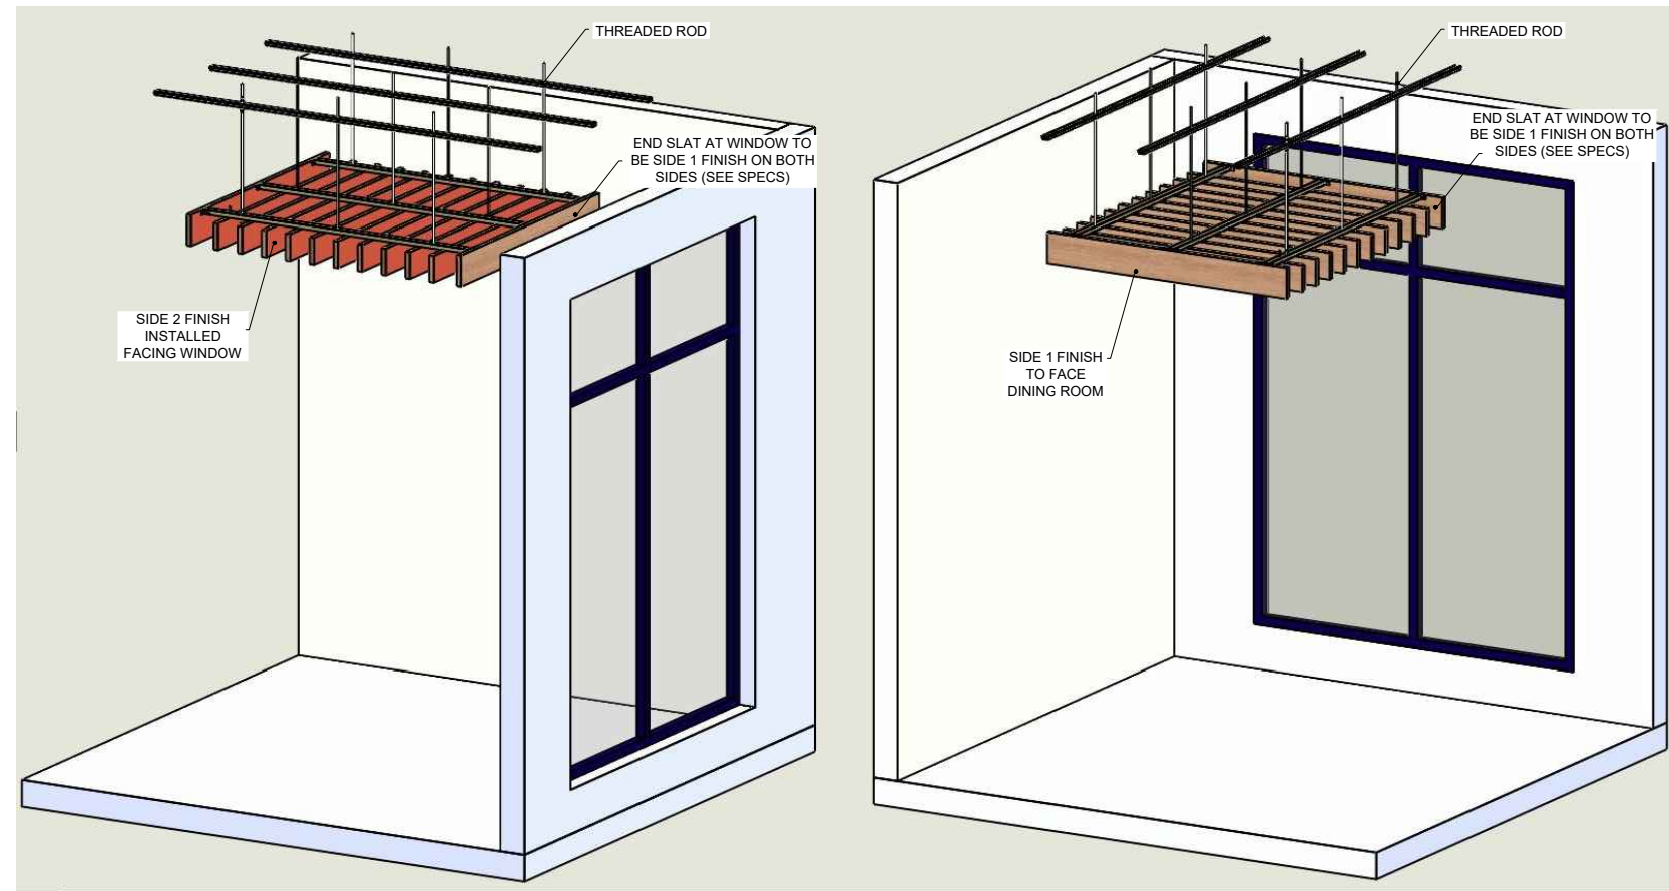 THREADED ROD
END SLAT AT WINDOW TO
BE SIDE 1 FINISH ON BOTH
SIDES (SEE SPECS)
SIDE 2 FINISH
INSTALLED
FACING WINDOW
THREADED ROD
END SLAT AT WINDOW TO
BE SIDE 1 FINISH ON BOTH
SIDES (SEE SPECS)
SIDE 1 FINISH
TO FACE
DINING ROOM